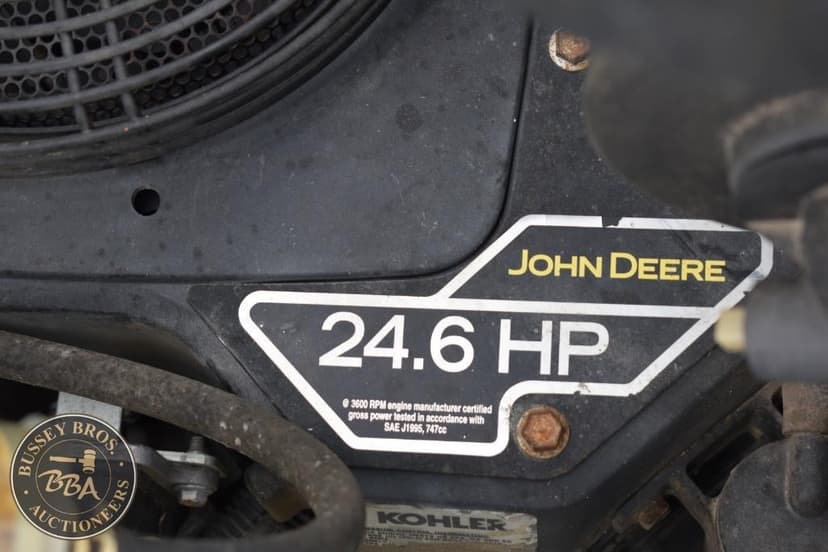 JOHN DEERE
24.6 HP
@ 3600 RPM engine manufacturer certified
gross power tested in accordance with
SAE J1995, 747cc
KOHLER
BUSSEY BROS.
BBA
AUCTIONEERS